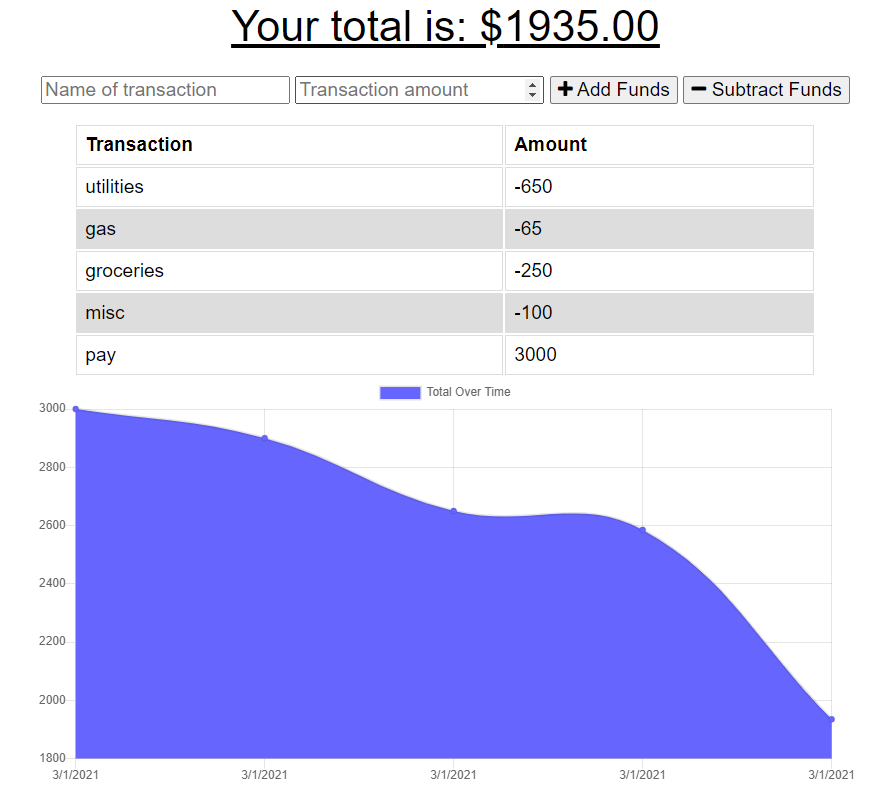 Your total is: $1935.00
Name of transaction Transaction amount Add Funds Subtract Funds
Transaction Amount
utilities -650
gas -65
groceries -250
misc -100
pay 3000
Total Over Time
3000
2800
2600
2400
2200
2000
1800
3/1/2021 3/1/2021 3/1/2021 3/1/2021 3/1/2021